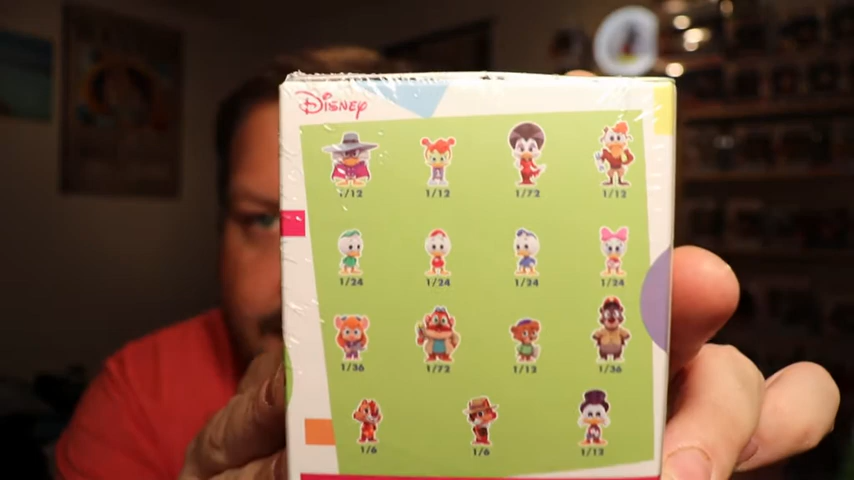 Disney
1/12 1/12 1/72 1/12
1/24 1/24 1/24 1/24
1/36 1/72 1/12 1/36
1/6 1/6 1/12